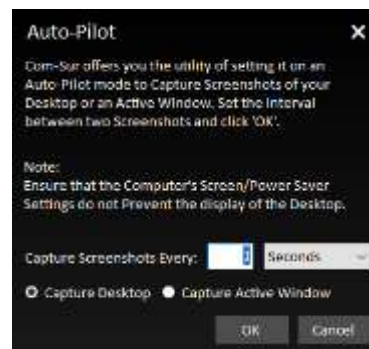 Auto-Pilot
Com-Sur offers you the utility of setting it on an
Auto-Pilot mode to Capture Screenshots of your
Desktop or an Active Window. Set the Interval
between two Screenshots and click 'OK'.
Note:
Ensure that the Computer's Screen/Power Saver
Settings do not Prevent the display of the Desktop.
Capture Screenshots Every: Seconds
Capture Desktop Capture Active Window
OK Cancel